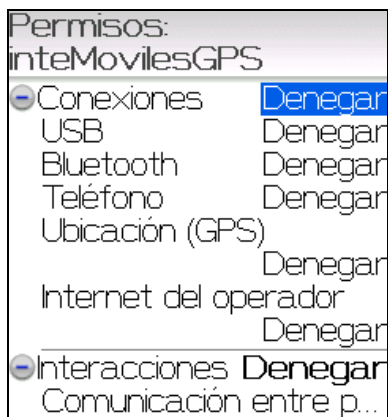 Permisos:
inteMovilesGPS
Conexiones Denegar
USB Denegar
Bluetooth Denegar
Teléfono Denegar
Ubicación (GPS)
Denegar
Internet del operador
Denegar
Interacciones Denegar
Comunicación entre p...